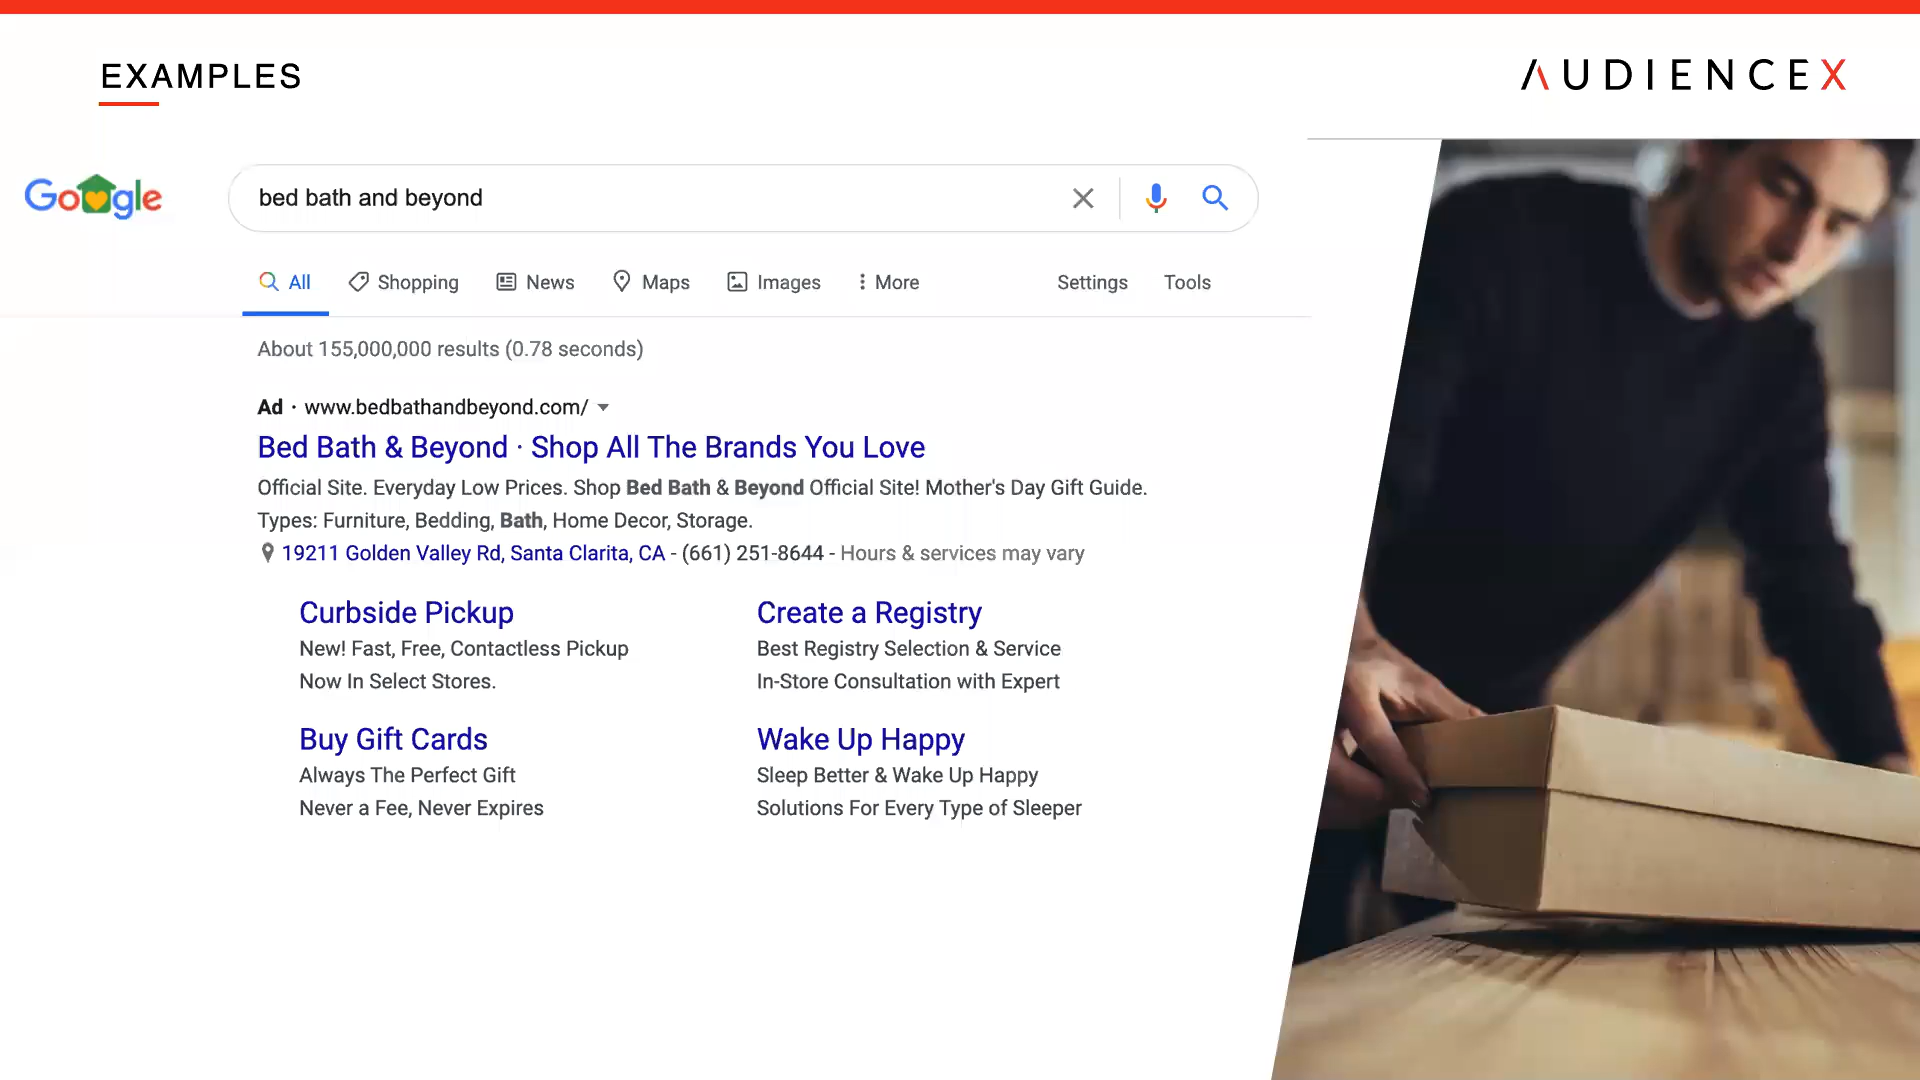 EXAMPLES
AUDIENCEX
Google
bed bath and beyond
All Shopping News Maps Images More Settings Tools
About 155,000,000 results (0.78 seconds)
Ad · www.bedbathandbeyond.com/
Bed Bath & Beyond · Shop All The Brands You Love
Official Site. Everyday Low Prices. Shop Bed Bath & Beyond Official Site! Mother's Day Gift Guide.
Types: Furniture, Bedding, Bath, Home Decor, Storage.
19211 Golden Valley Rd, Santa Clarita, CA - (661) 251-8644 - Hours & services may vary
Curbside Pickup
New! Fast, Free, Contactless Pickup
Now In Select Stores.
Create a Registry
Best Registry Selection & Service
In-Store Consultation with Expert
Buy Gift Cards
Always The Perfect Gift
Never a Fee, Never Expires
Wake Up Happy
Sleep Better & Wake Up Happy
Solutions For Every Type of Sleeper